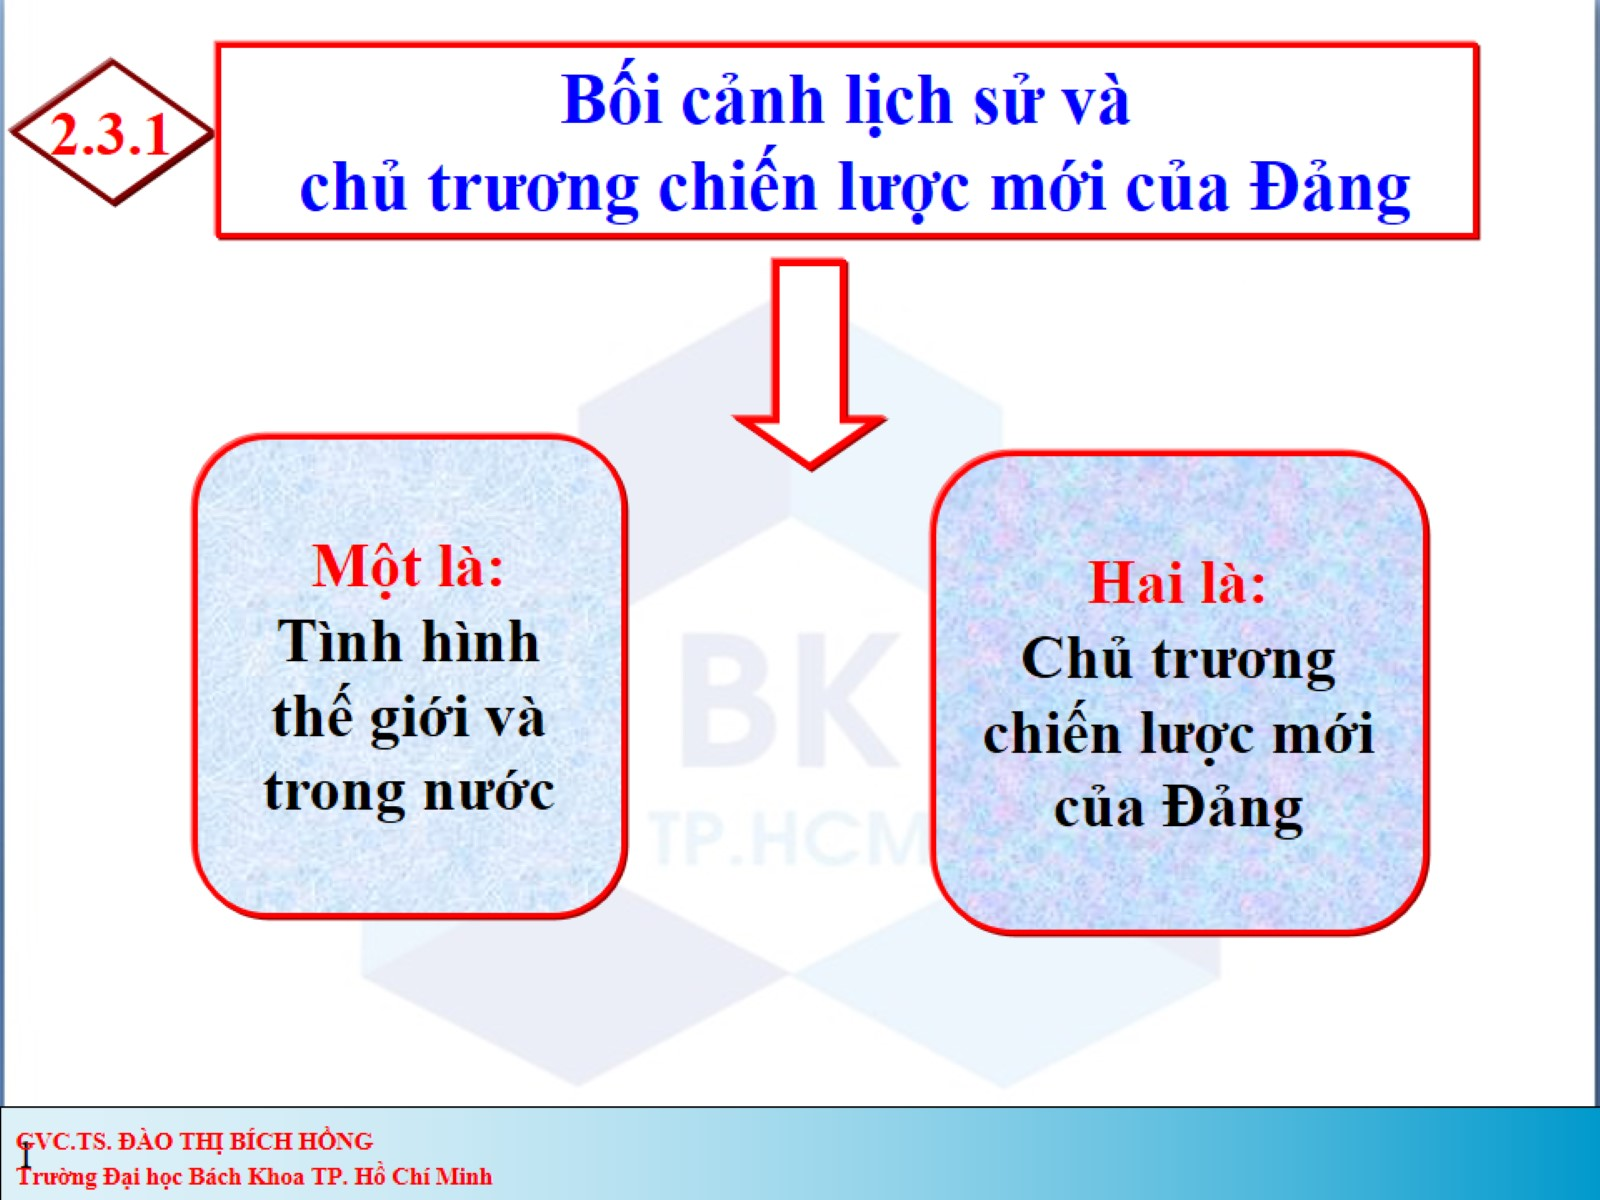 2.3.1
Bối cảnh lịch sử và
chủ trương chiến lược mới của Đảng
Một là:
Tình hình
thế giới và
trong nước
Hai là:
Chủ trương
chiến lược mới
của Đảng
BK
TP.HCM
GVC.TS. ĐÀO THỊ BÍCH HỒNG
1
Trường Đại học Bách Khoa TP. Hồ Chí Minh